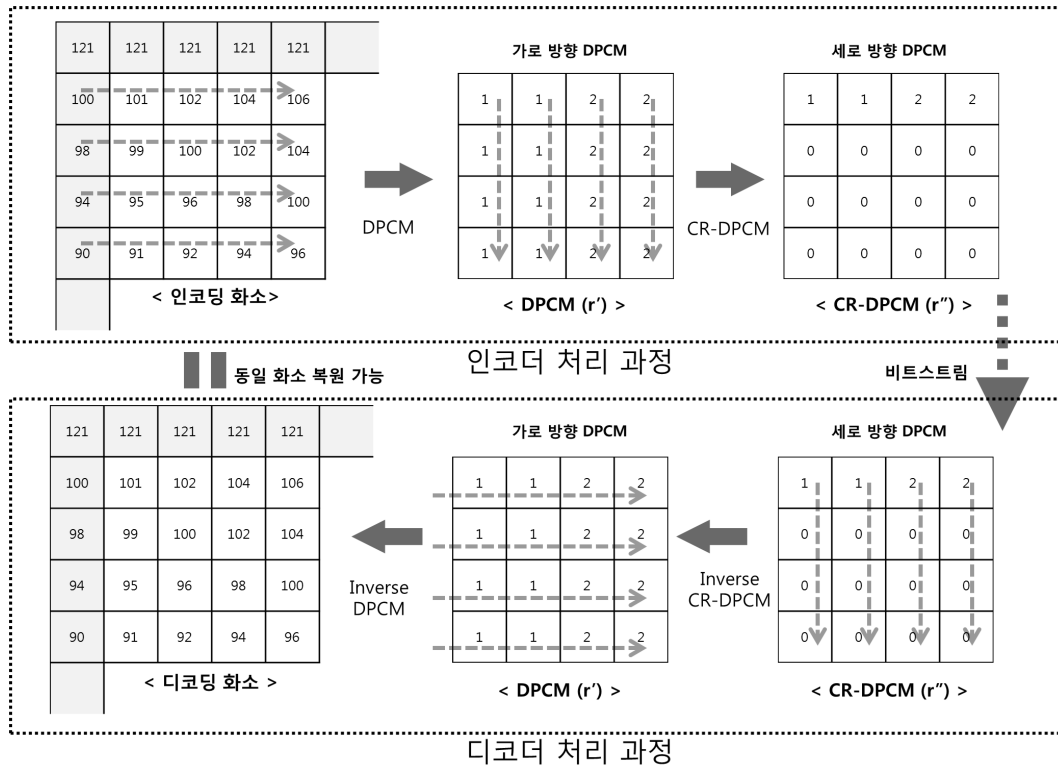 가로 방향 DPCM
세로 방향 DPCM
121 121 121 121 121
100 101 102 104 106
98 99 100 102 104
94 95 96 98 100
90 91 92 94 96
< 인코딩 화소>
DPCM
1 1 2 2
1 1 2 2
1 1 2 2
1 1 2 2
< DPCM (r') >
CR-DPCM
1 1 2 2
0 0 0 0
0 0 0 0
0 0 0 0
< CR-DPCM (r") >
인코더 처리 과정
동일 화소 복원 가능
비트스트림
가로 방향 DPCM
세로 방향 DPCM
121 121 121 121 121
100 101 102 104 106
98 99 100 102 104
94 95 96 98 100
90 91 92 94 96
< 디코딩 화소 >
Inverse
DPCM
1 1 2 2
1 1 2 2
1 1 2 2
1 1 2 2
< DPCM (r') >
Inverse
CR-DPCM
1 1 2 2
0 0 0 0
0 0 0 0
0 0 0 0
< CR-DPCM (r") >
디코더 처리 과정